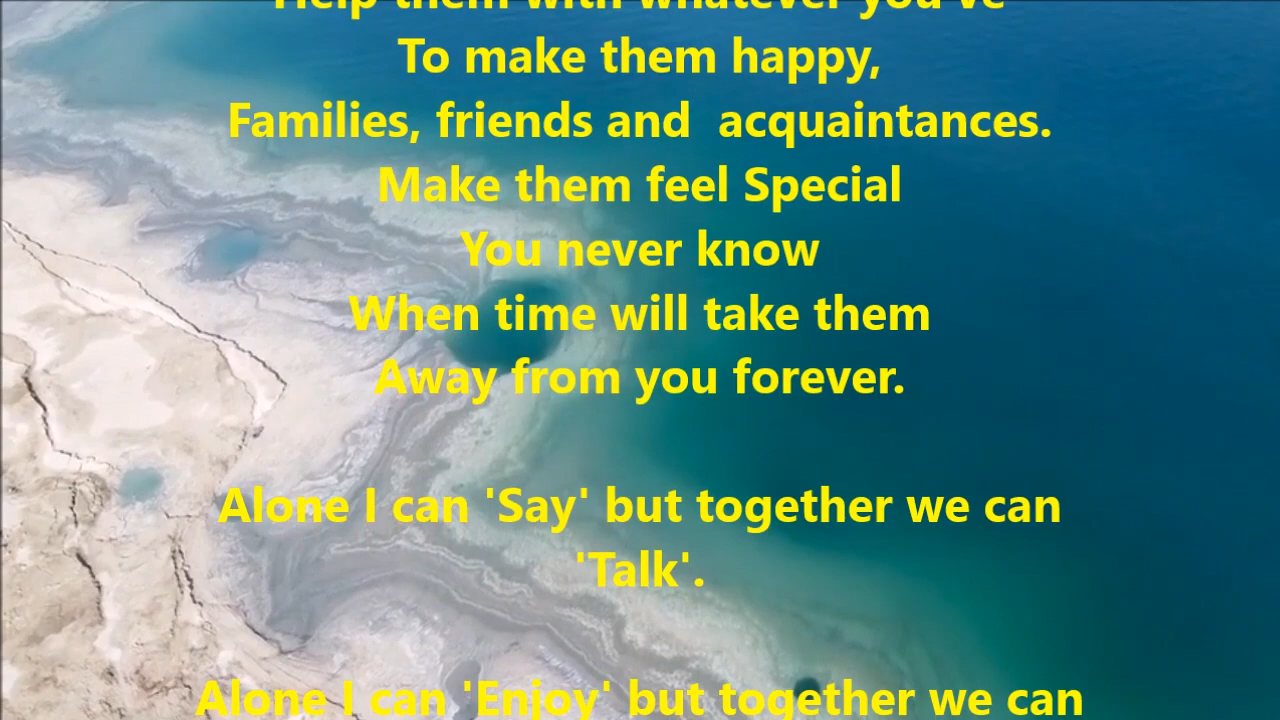 Help them with whatever you've
To make them happy,
Families, friends and  acquaintances.
Make them feel Special
You never know
When time will take them
Away from you forever.
Alone I can 'Say' but together we can
'Talk'.
Alone I can 'Enjoy' but together we can